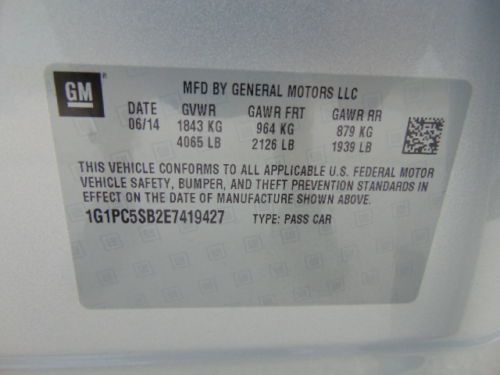 GM
MFD BY GENERAL MOTORS LLC
DATE GVWR GAWR FRT GAWR RR
06/14 1843 KG 964 KG 879 KG
4065 LB 2126 LB 1939 LB
THIS VEHICLE CONFORMS TO ALL APPLICABLE U.S. FEDERAL MOTOR
VEHICLE SAFETY, BUMPER, AND THEFT PREVENTION STANDARDS IN
EFFECT ON THE DATE OF MANUFACTURE SHOWN ABOVE.
1G1PC5SB2E7419427 TYPE: PASS CAR